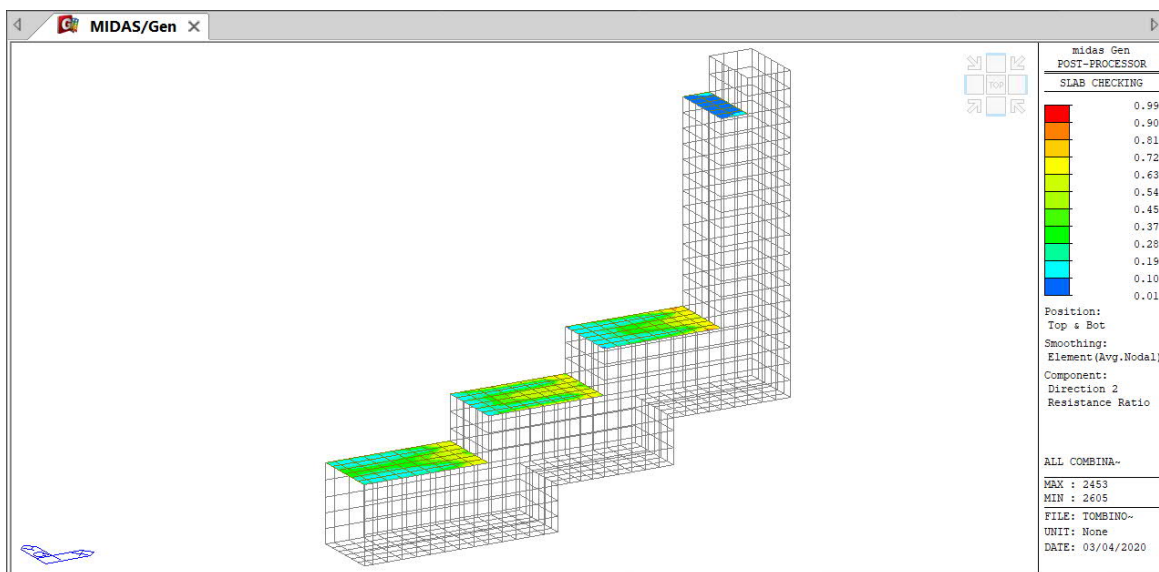 MIDAS/Gen
midas Gen
POST-PROCESSOR
SLAB CHECKING
0.99
0.90
0.81
0.72
0.63
0.54
0.45
0.37
0.28
0.19
0.10
0.01
Position:
Top & Bot
Smoothing:
Element(Avg.Nodal)
Component:
Direction 2
Resistance Ratio
ALL COMBINA~
MAX : 2453
MIN : 2605
FILE: TOMBINO~
UNIT: None
DATE: 03/04/2020
TOP